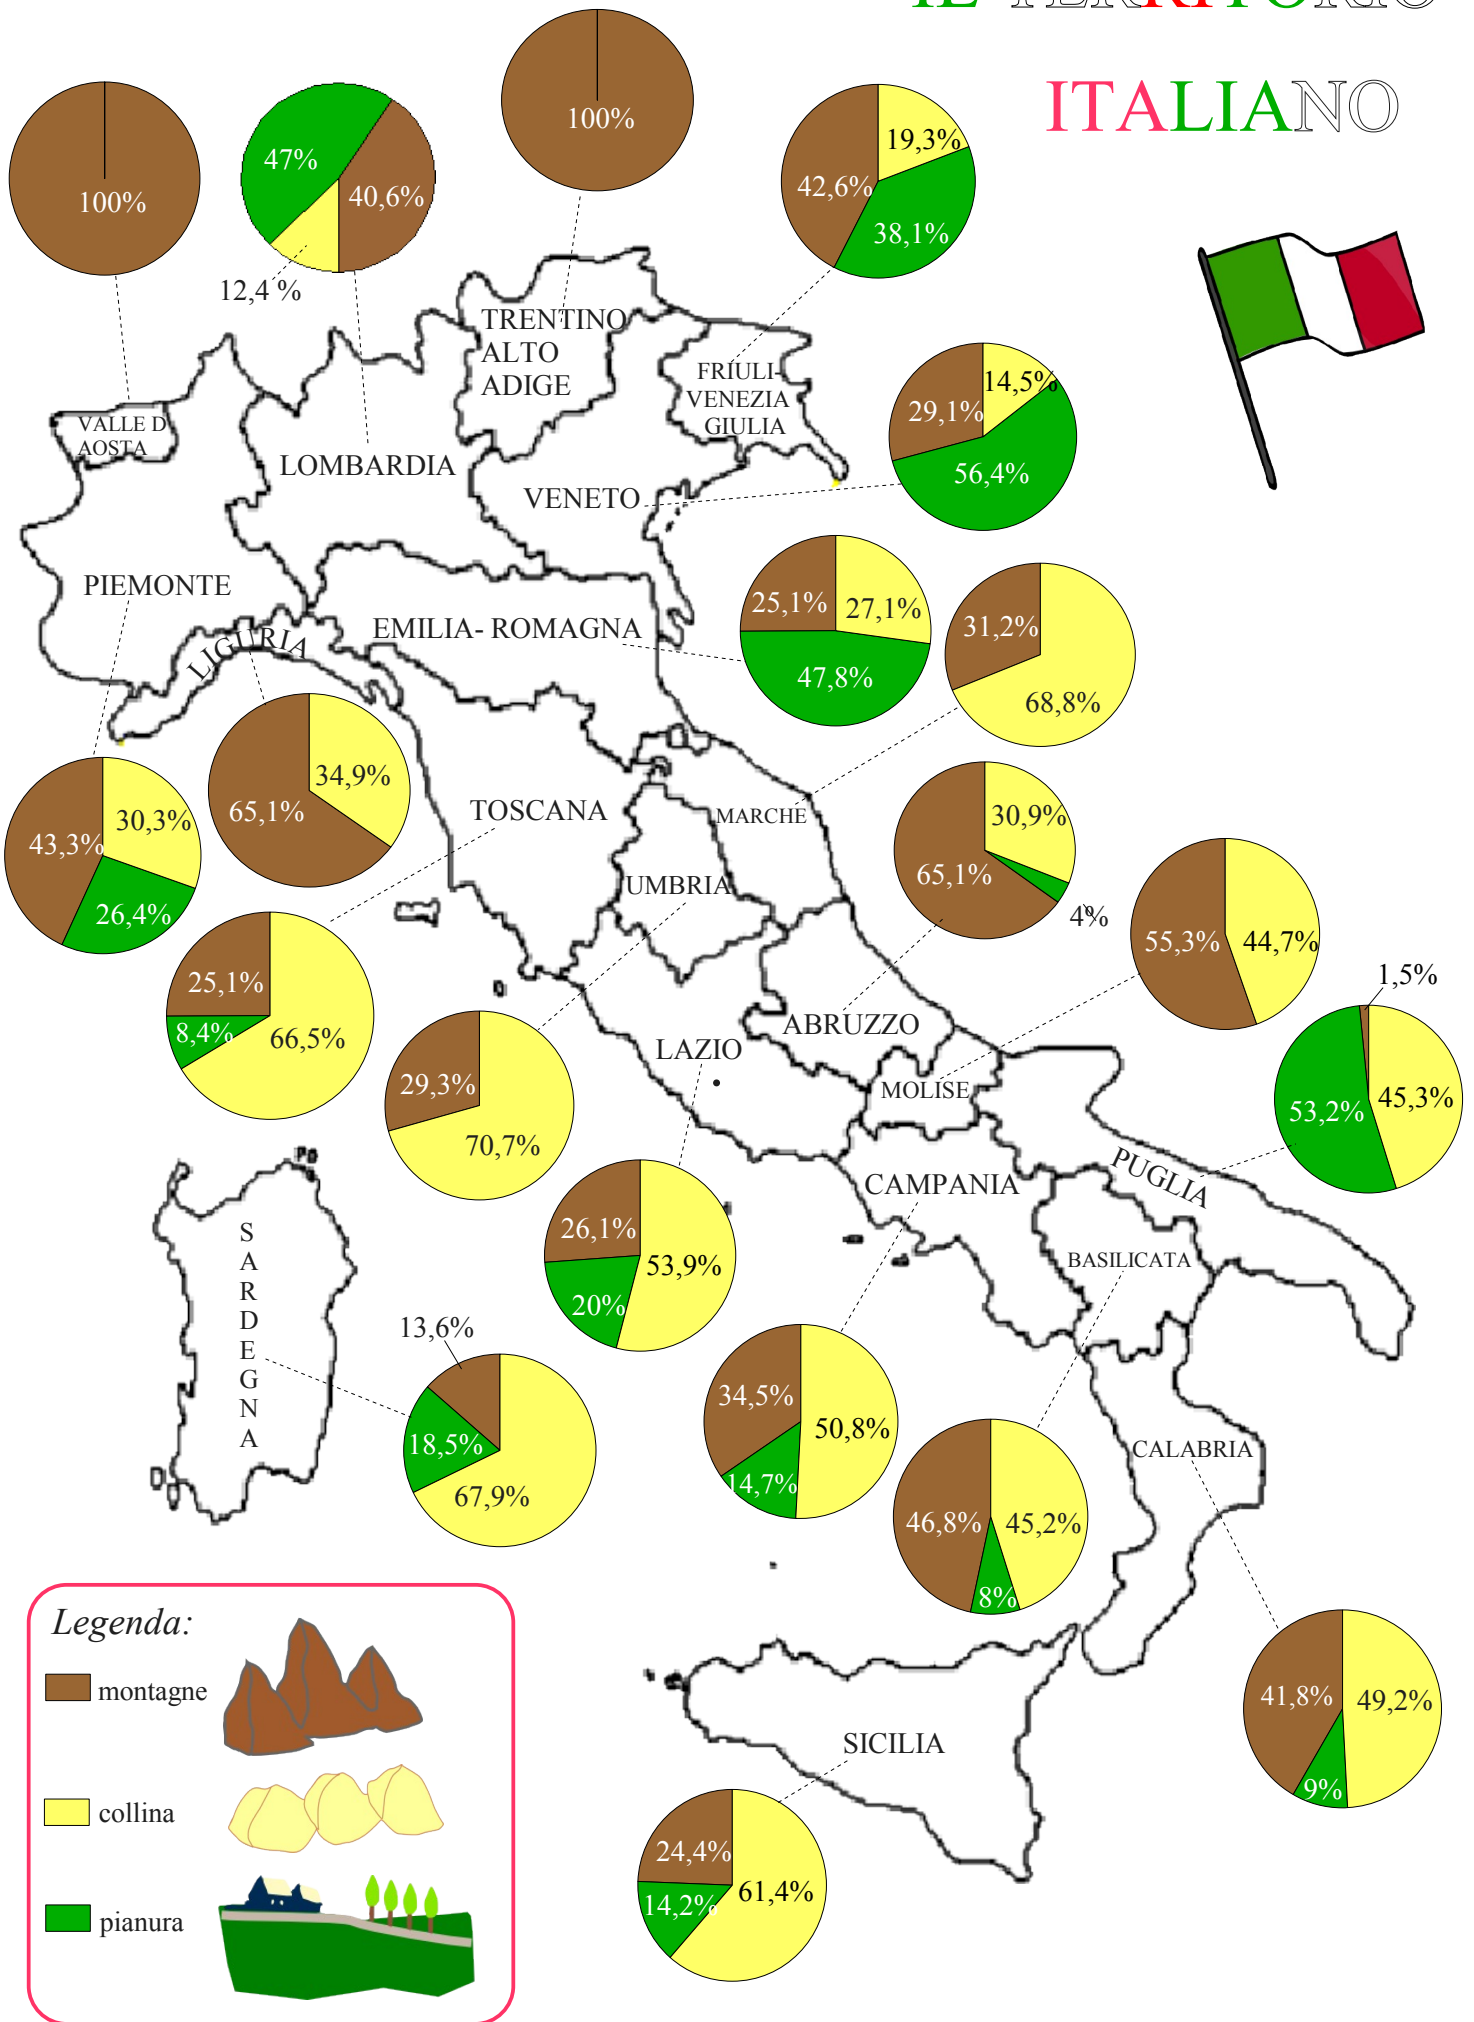 IL TERRITORIO
ITALIANO
100%
47%
40,6%
12,4 %
100%
19,3%
42,6%
38,1%
TRENTINO
ALTO
ADIGE
FRIULI-
VENEZIA
GIULIA
14,5%
29,1%
56,4%
VALLE D
AOSTA
LOMBARDIA
VENETO
PIEMONTE
LIGURIA
EMILIA- ROMAGNA
25,1%
27,1%
47,8%
31,2%
68,8%
34,9%
65,1%
30,3%
43,3%
26,4%
TOSCANA
MARCHE
UMBRIA
30,9%
65,1%
4%
55,3%
44,7%
25,1%
8,4%
66,5%
1,5%
53,2%
45,3%
ABRUZZO
LAZIO
MOLISE
29,3%
70,7%
PUGLIA
CAMPANIA
BASILICATA
26,1%
53,9%
20%
SARDEGNA
13,6%
18,5%
67,9%
34,5%
50,8%
14,7%
46,8%
45,2%
8%
CALABRIA
41,8%
49,2%
9%
SICILIA
24,4%
14,2%
61,4%
Legenda:
montagne
collina
pianura